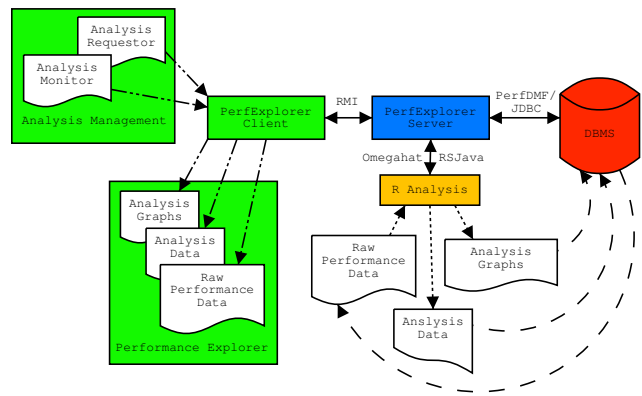 Analysis
Requestor
Analysis
Monitor
Analysis Management
PerfExplorer
Client
RMI
PerfExplorer
Server
PerfDMF/
JDBC
DBMS
Omegahat
RSJava
R Analysis
Analysis
Graphs
Analysis
Data
Raw
Performance
Data
Performance Explorer
Raw
Performance
Data
Analysis
Graphs
Anslysis
Data